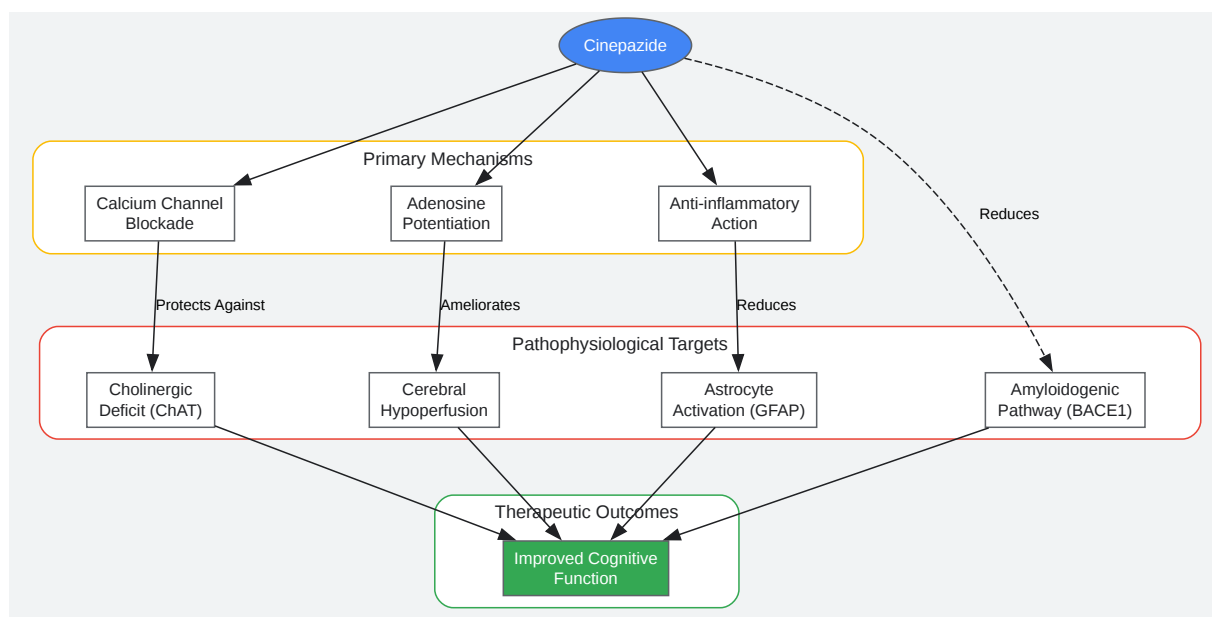 Cinepazide
Primary Mechanisms
Calcium Channel
Blockade
Adenosine
Potentiation
Anti-inflammatory
Action
Reduces
Protects Against
Ameliorates
Reduces
Pathophysiological Targets
Cholinergic
Deficit (ChAT)
Cerebral
Hypoperfusion
Astrocyte
Activation (GFAP)
Amyloidogenic
Pathway (BACE1)
Therapeutic Outcomes
Improved Cognitive
Function